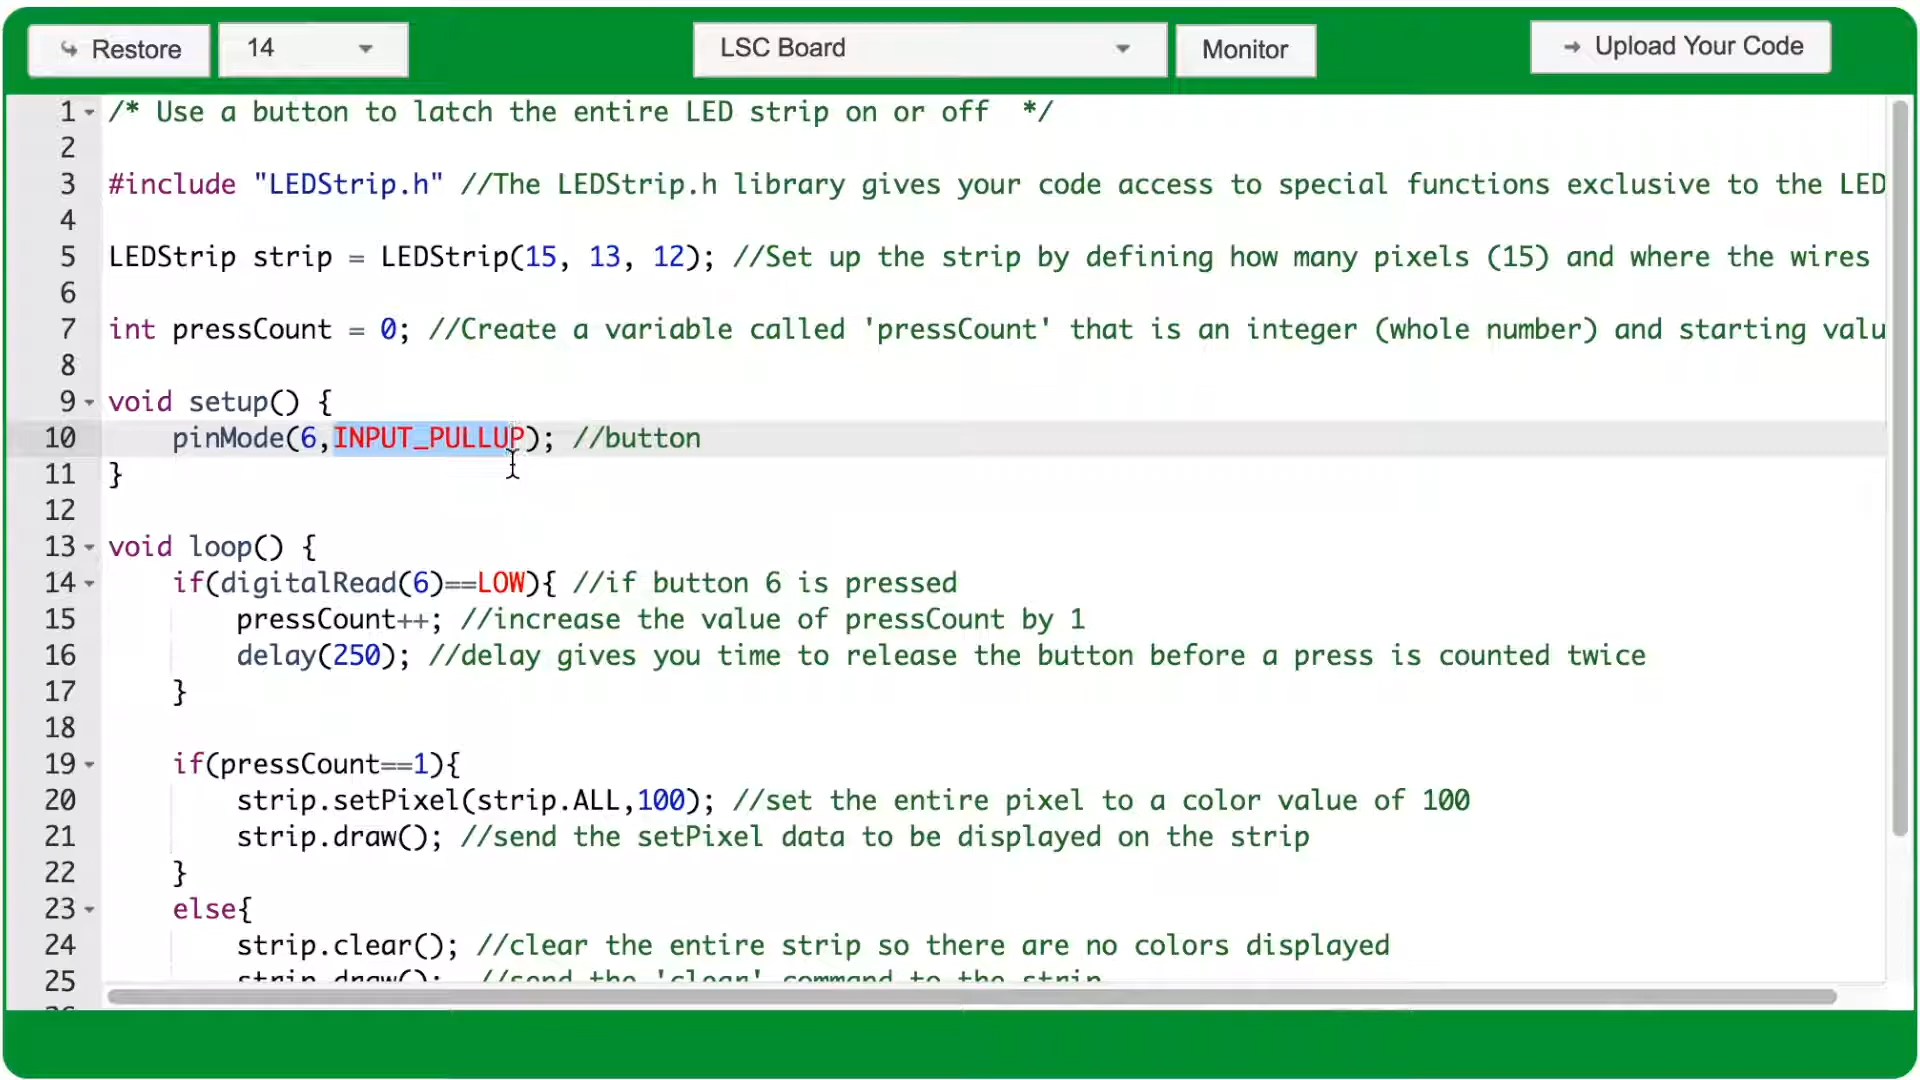 Restore
14
LSC Board
Monitor
Upload Your Code
1 /* Use a button to latch the entire LED strip on or off  */
2
3 #include "LEDStrip.h" //The LEDStrip.h library gives your code access to special functions exclusive to the LED
4
5 LEDStrip strip = LEDStrip(15, 13, 12); //Set up the strip by defining how many pixels (15) and where the wires
6
7 int pressCount = 0; //Create a variable called 'pressCount' that is an integer (whole number) and starting valu
8
9 void setup() {
10     pinMode(6,INPUT_PULLUP); //button
11 }
12
13 void loop() {
14     if(digitalRead(6)==LOW){ //if button 6 is pressed
15         pressCount++; //increase the value of pressCount by 1
16         delay(250); //delay gives you time to release the button before a press is counted twice
17     }
18
19     if(pressCount==1){
20         strip.setPixel(strip.ALL,100); //set the entire pixel to a color value of 100
21         strip.draw(); //send the setPixel data to be displayed on the strip
22     }
23     else{
24         strip.clear(); //clear the entire strip so there are no colors displayed
25         strip.draw();  //send the 'clear' command to the strip